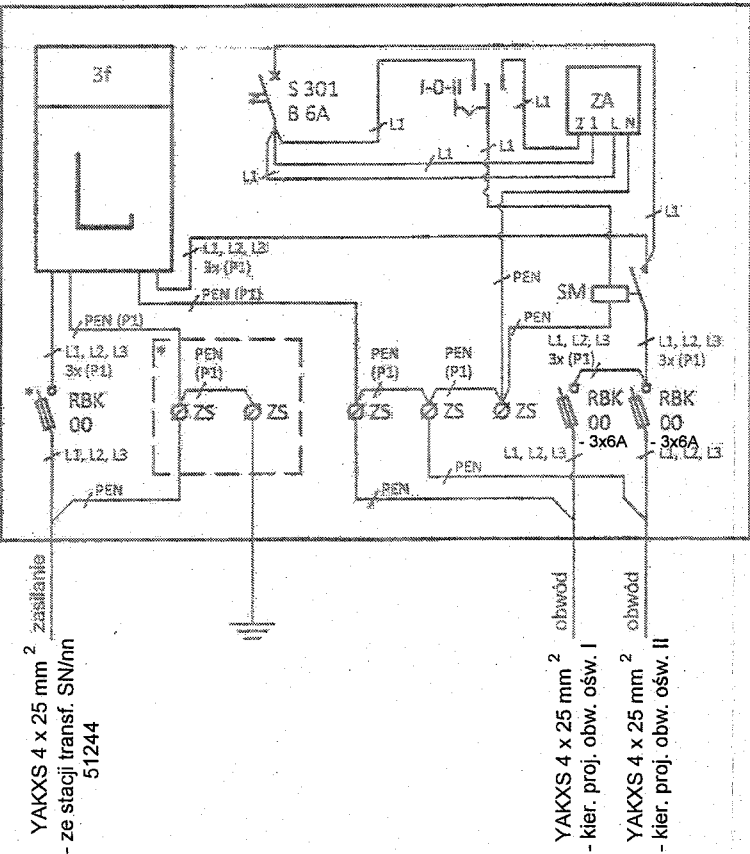 3f
S 301
B 6A
I-0-II
L1
L1
L1
L1
L1
L1
ZA
Z 1 L N
L1
L1, L2, L3
3x (P1)
PEN (P1)
PEN
PEN (P1)
SM
PEN
L1, L2, L3
3x (P1)
*
PEN
(P1)
PEN
(P1)
PEN
(P1)
L1, L2, L3
3x (P1)
L1, L2, L3
3x (P1)
*
RBK
00
ZS
ZS
ZS
ZS
ZS
RBK
00
- 3x6A
RBK
00
- 3x6A
L1, L2, L3
L1, L2, L3
L1, L2, L3
PEN
PEN
PEN
zasilanie
YAKXS 4 x 25 mm 2
- ze stacji transf. SN/nn
51244
obwód
YAKXS 4 x 25 mm 2
- kier. proj. obw. ośw. I
obwód
YAKXS 4 x 25 mm 2
- kier. proj. obw. ośw. II